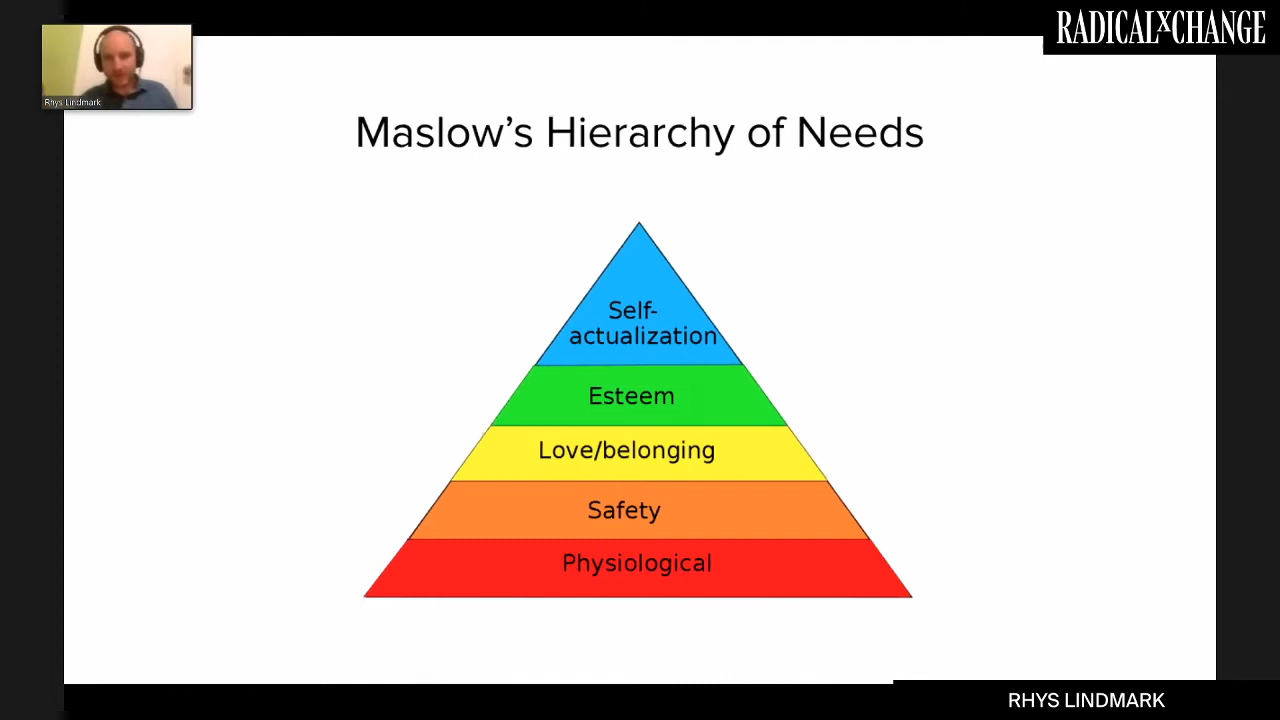 RADICALXCHANGE
Rhys Lindmark
Maslow’s Hierarchy of Needs
Self-
actualization
Esteem
Love/belonging
Safety
Physiological
RHYS LINDMARK